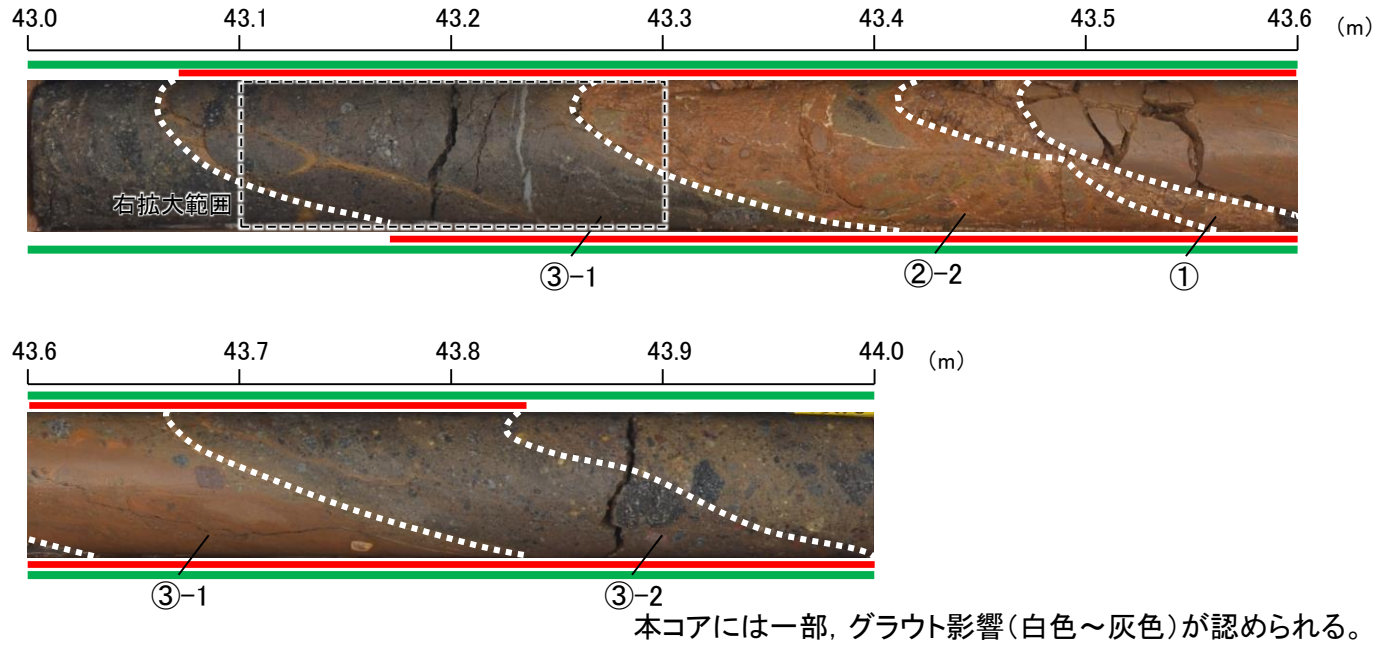 43.0 43.1 43.2 43.3 43.4 43.5 43.6 (m)
右拡大範囲
③-1 ②-2 ①
43.6 43.7 43.8 43.9 44.0 (m)
③-1 ③-2
本コアには一部，グラウト影響（白色～灰色）が認められる。